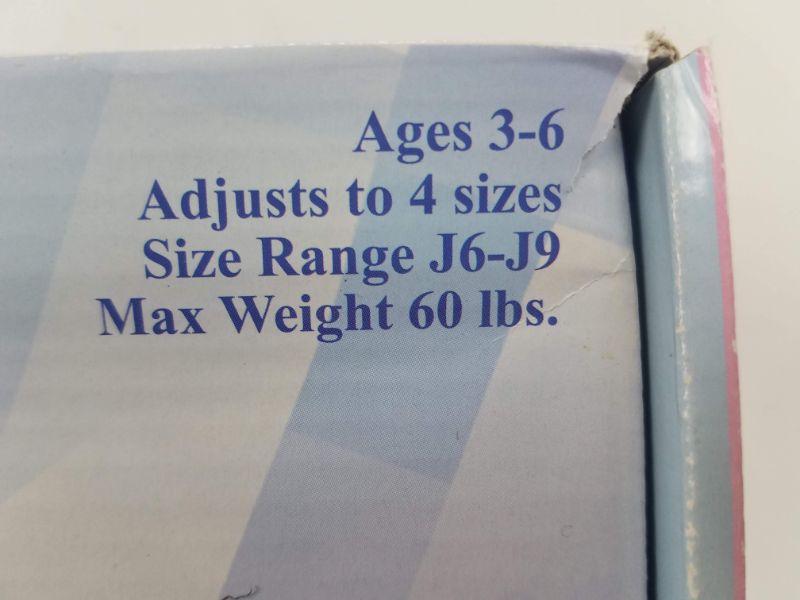 Ages 3-6
Adjusts to 4 sizes
Size Range J6-J9
Max Weight 60 lbs.